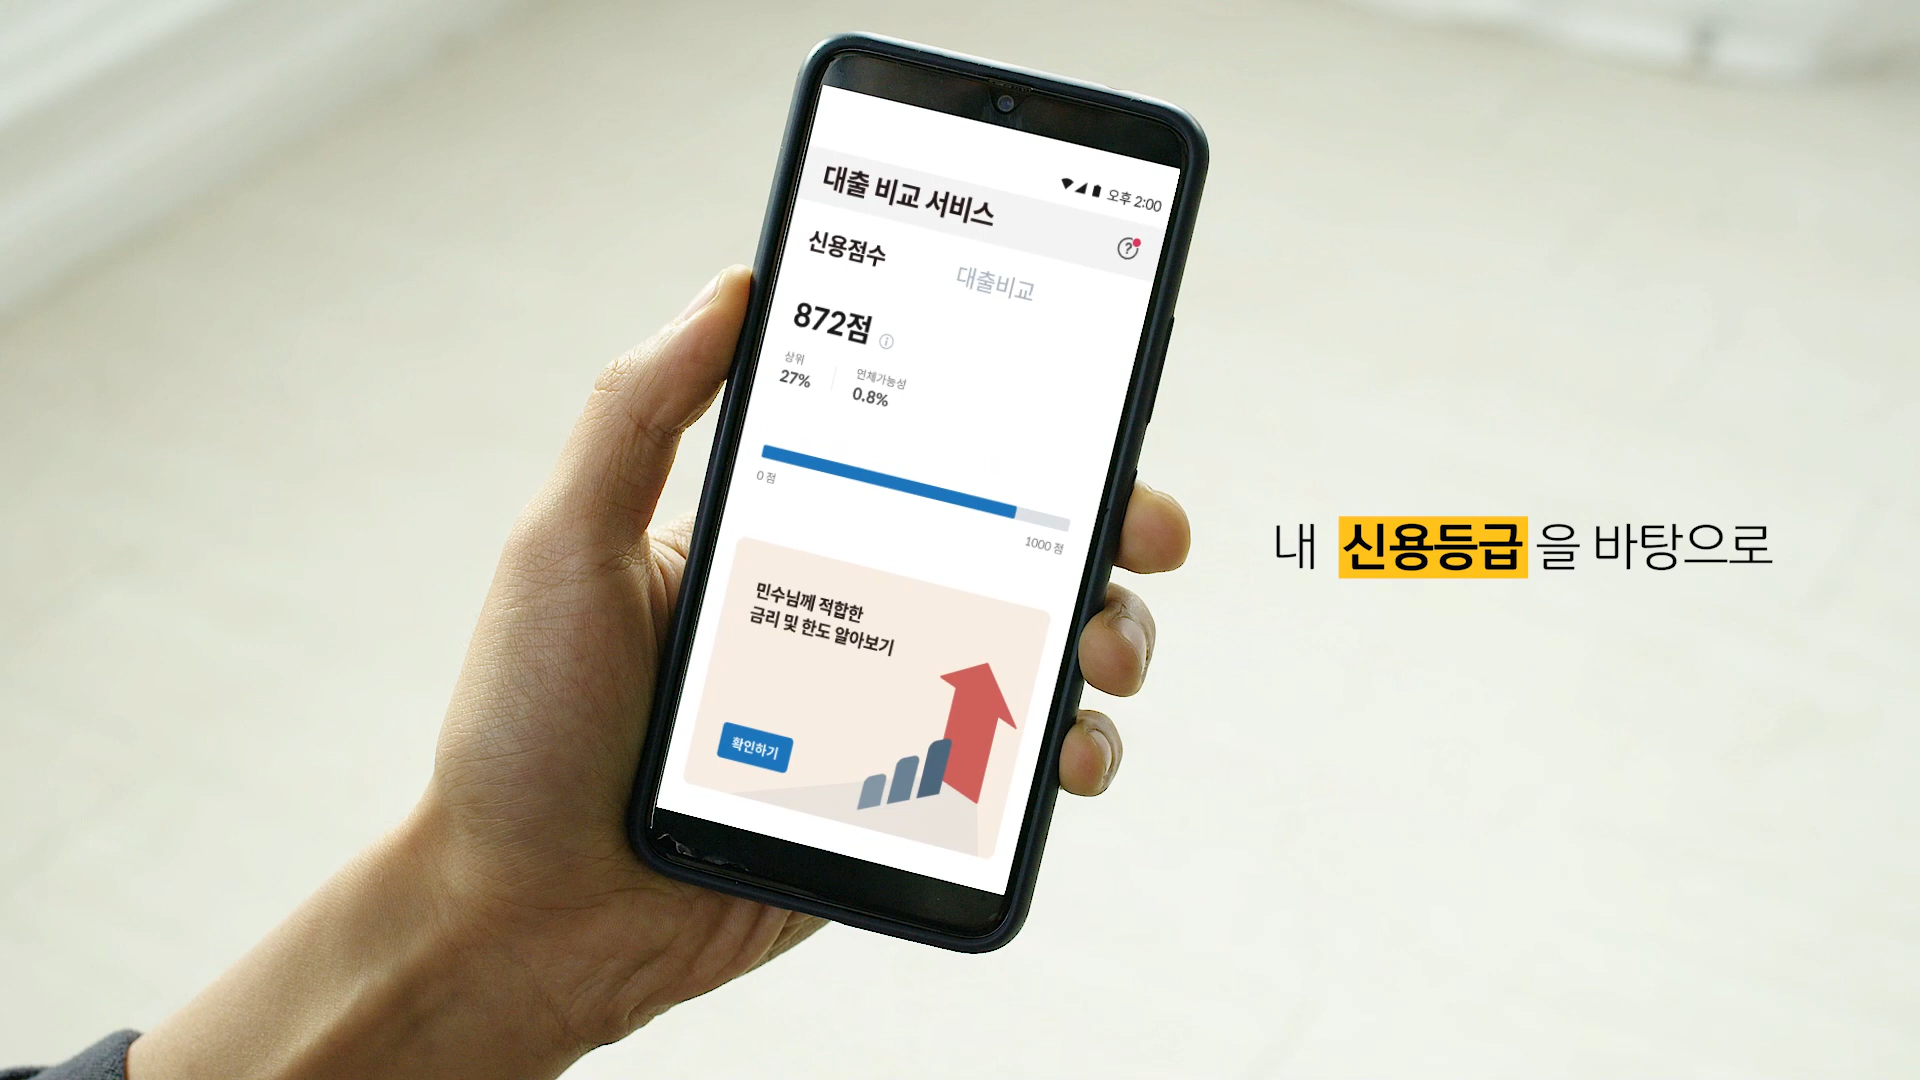 오후 2:00
대출 비교 서비스
신용점수 대출비교
872점
상위 연체가능성
27% 0.8%
0 점 1000 점
민수님께 적합한
금리 및 한도 알아보기
확인하기
내 신용등급을 바탕으로